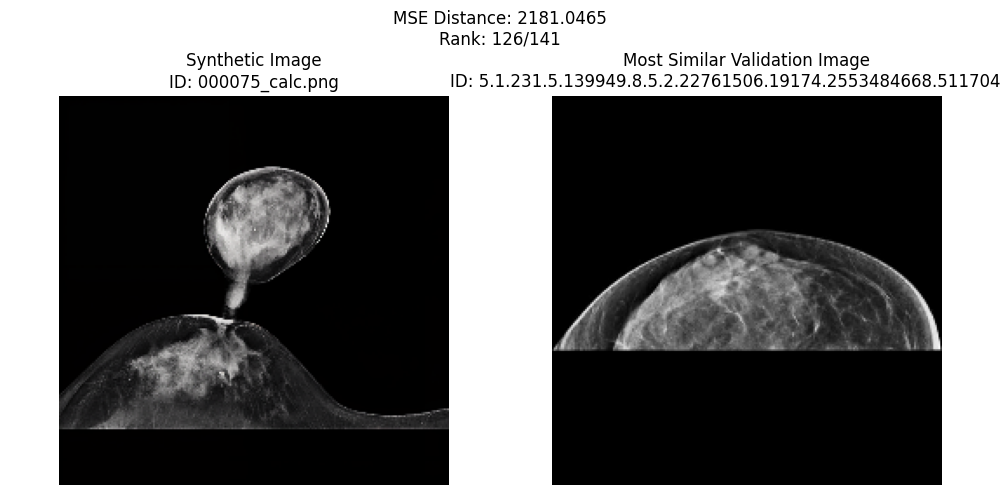 MSE Distance: 2181.0465
Rank: 126/141
Synthetic Image
ID: 000075_calc.png
Most Similar Validation Image
ID: 5.1.231.5.139949.8.5.2.22761506.19174.2553484668.511704